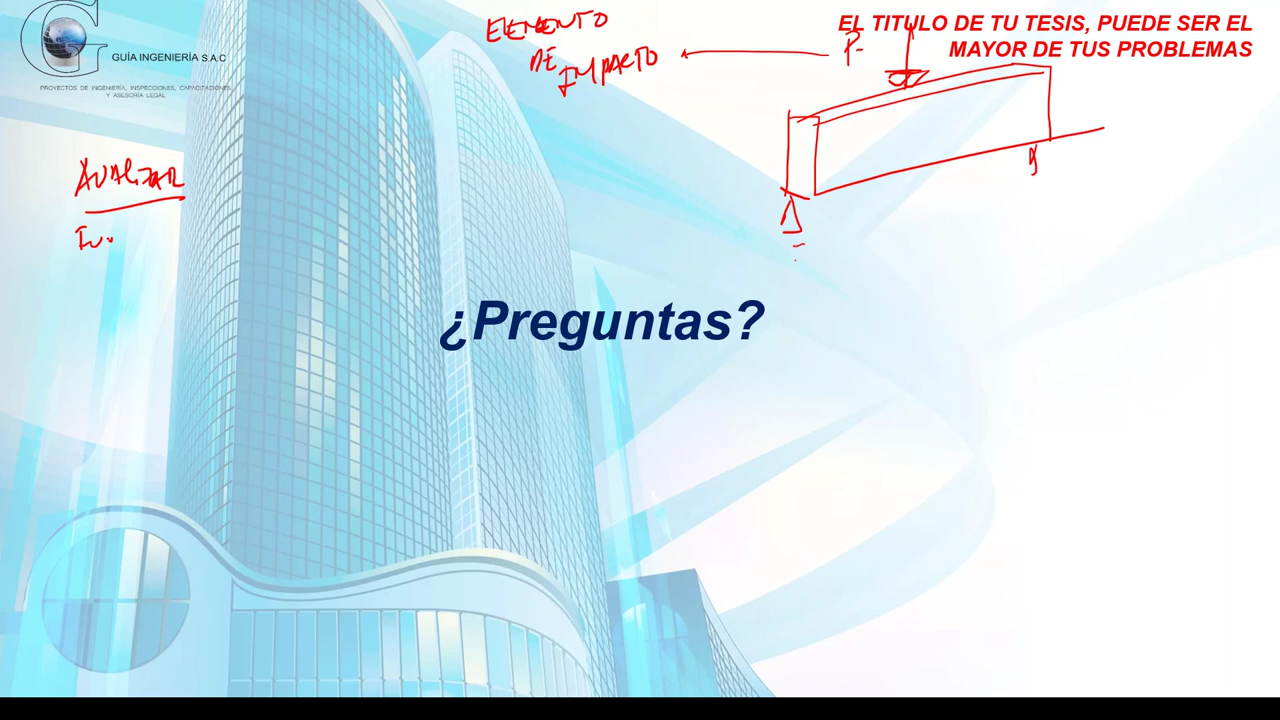 GUÍA INGENIERÍA S.A.C
PROYECTOS DE INGENIERÍA, INSPECCIONES, CAPACITACIONES
Y ASESORÍA LEGAL
ELEMENTO
DE
IMPACTO
P-
EL TITULO DE TU TESIS, PUEDE SER EL
MAYOR DE TUS PROBLEMAS
¿Preguntas?